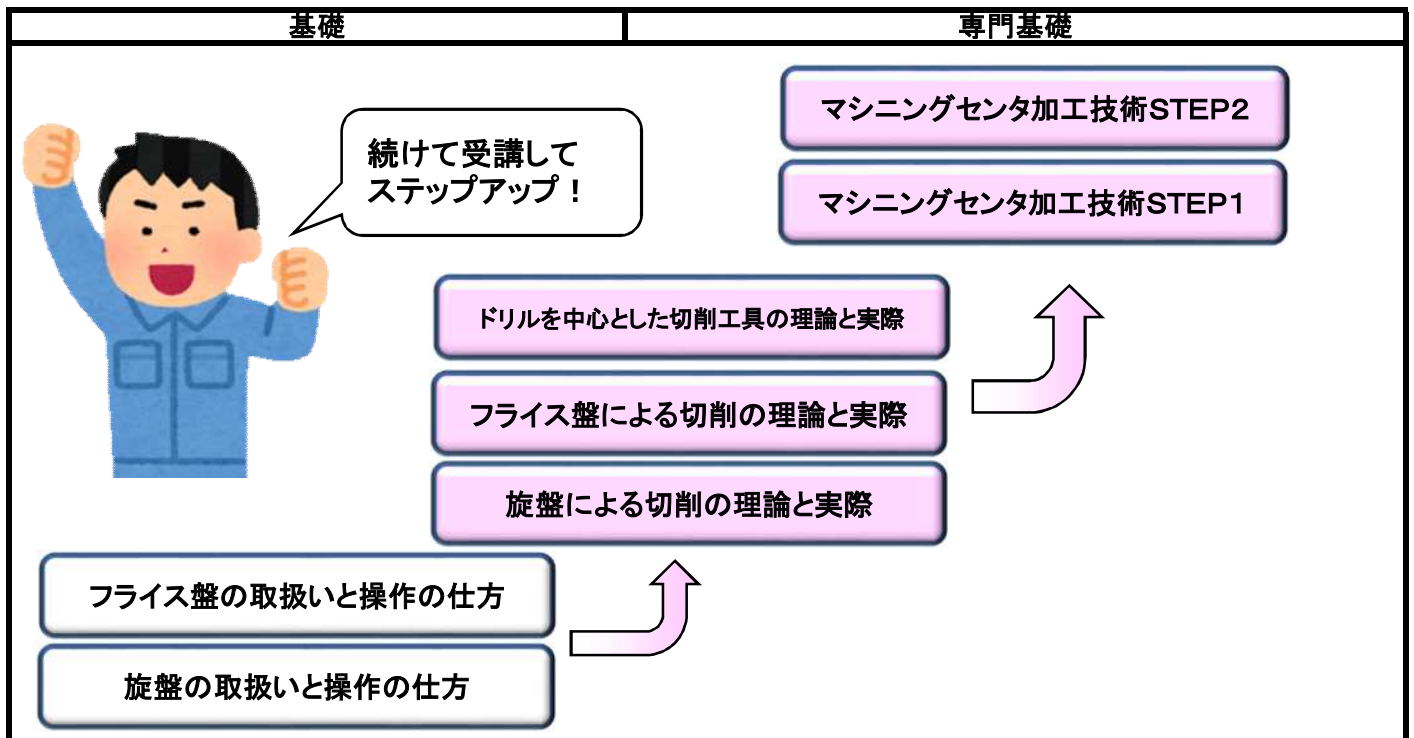 基礎
専門基礎
マシニングセンタ加工技術STEP2
続けて受講して
ステップアップ！
マシニングセンタ加工技術STEP1
ドリルを中心とした切削工具の理論と実際
フライス盤による切削の理論と実際
旋盤による切削の理論と実際
フライス盤の取扱いと操作の仕方
旋盤の取扱いと操作の仕方